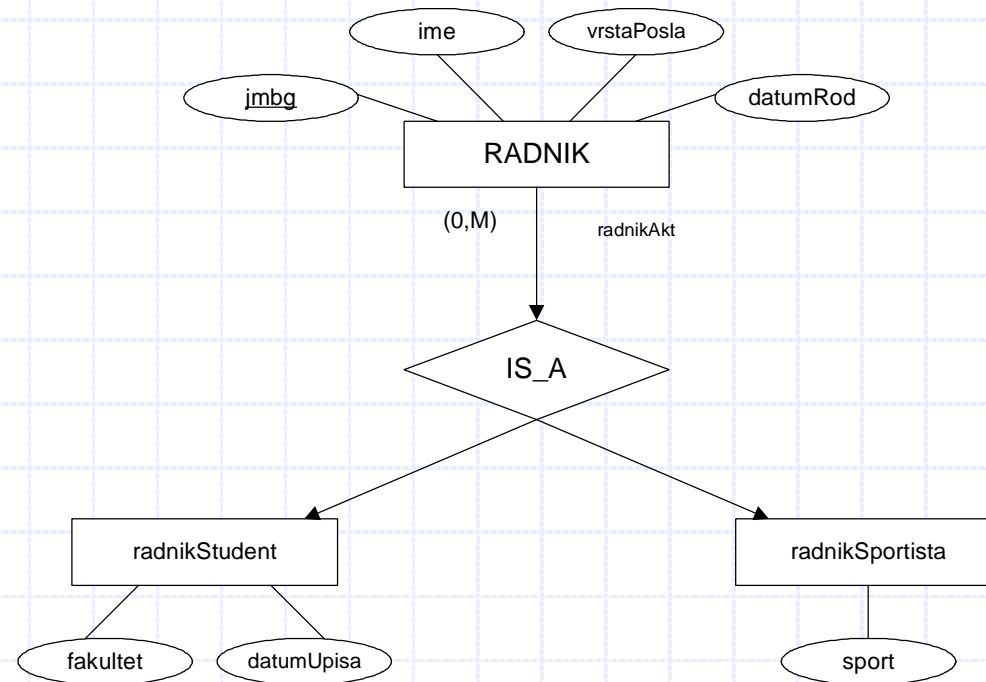 ime
vrstaPosla
jmbg
datumRod
RADNIK
(0,M)
radnikAkt
IS_A
radnikStudent
radnikSportista
fakultet
datumUpisa
sport